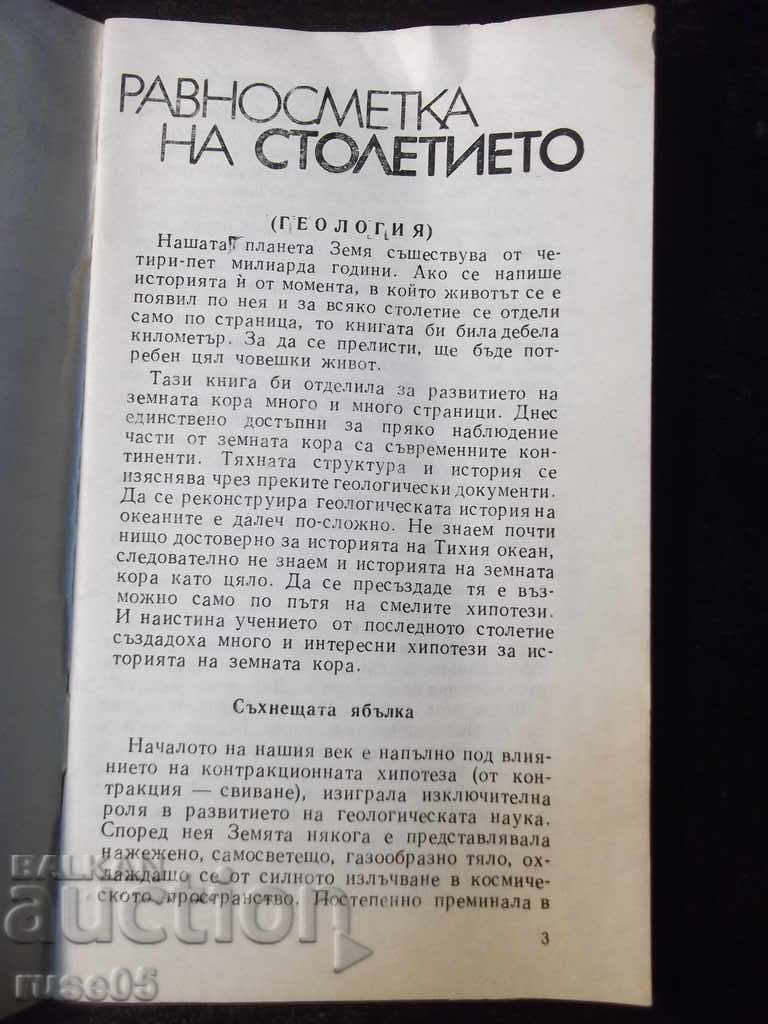 РАВНОСМЕТКА
НА СТОЛЕТИЕТО
(ГЕОЛОГИЯ)
Нашата планета Земя съществува от че-
тири-пет милиарда години. Ако се напише
историята ѝ от момента, в който животът се е
появил по нея и за всяко столетие се отдели
само по страница, то книгата би била дебела
километър. За да се прелисти, ще бъде пот-
ребен цял човешки живот.
Тази книга би отделила за развитието на
земната кора много и много страници. Днес
единствено достъпни за пряко наблюдение
части от земната кора са съвременните кон-
тиненти. Тяхната структура и история се
изяснява чрез преките геологически документи.
Да се реконструира геологическата история на
океаните е далеч по-сложно. Не знаем почти
нищо достоверно за историята на Тихия океан,
следователно не знаем и историята на земната
кора като цяло. Да се пресъздаде тя е въз-
можно само по пътя на смелите хипотези.
И наистина учението от последното столетие
създадоха много и интересни хипотези за ис-
торията на земната кора.
Съхнещата ябълка
Началото на нашия век е напълно под влия-
нието на контракционната хипотеза (от кон-
тракция — свиване), изиграла изключителна
роля в развитието на геологическата наука.
Според нея Земята някога е представлявала
нажежено, самосветещо, газообразно тяло, ох-
лаждащо се от силното излъчване в космиче-
ското пространство. Постепенно преминала в
3
BALKAN
аукцион
ruse05